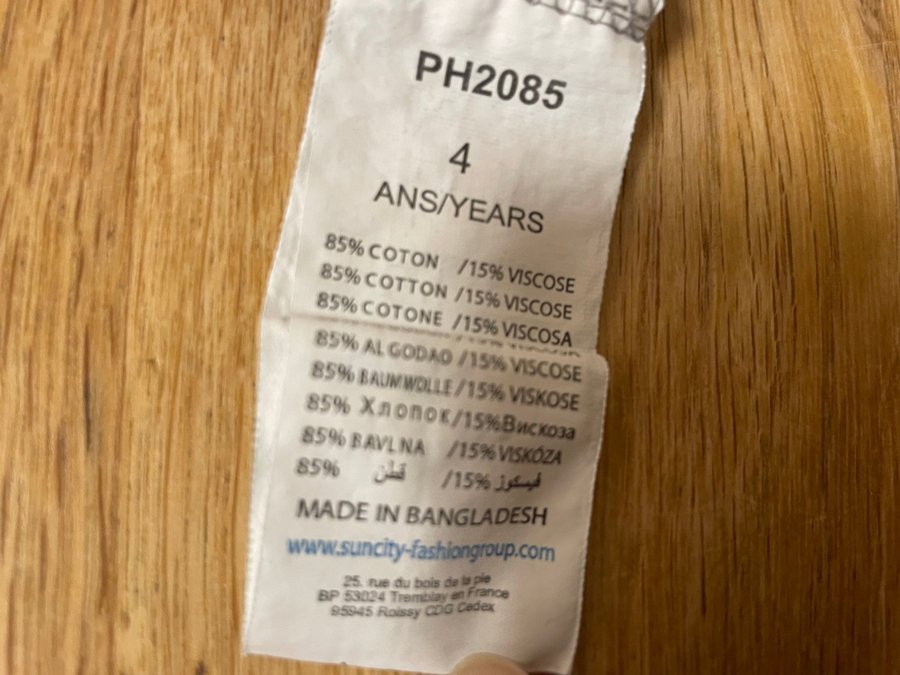 PH2085
4
ANS/YEARS
85% COTON /15% VISCOSE
85% COTTON /15% VISCOSE
85% COTONE /15% VISCOSA
85% ALGODAO /15% VISCOSE
85% BAUMWOLLE /15% VISKOSE
85% Хлопок/15%Вискоза
85% BAVLNA /15% VISKÓZA
85% قطن /15% فيسكوز
MADE IN BANGLADESH
www.suncity-fashiongroup.com
25, rue du bois de la pie
BP 53024 Tremblay en France
95945 Roissy CDG Cedex